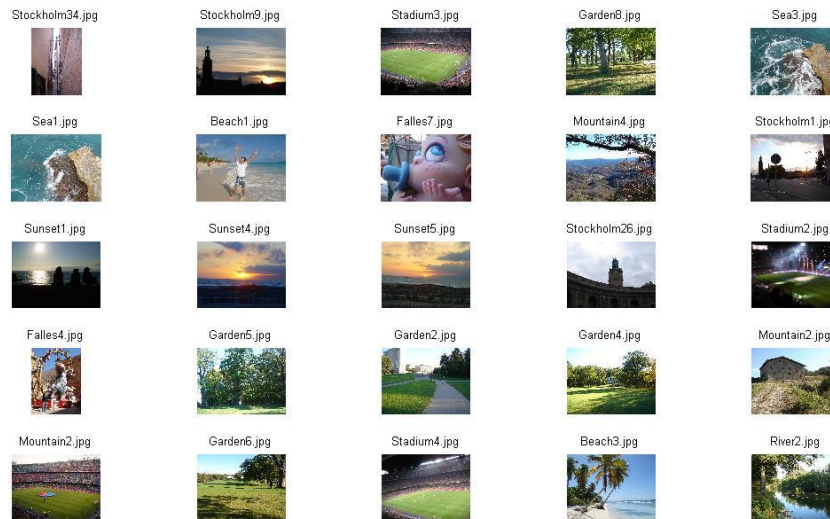 Stockholm34.jpg
Stockholm9.jpg
Stadium3.jpg
Garden8.jpg
Sea3.jpg
Sea1.jpg
Beach1.jpg
Falles7.jpg
Mountain4.jpg
Stockholm1.jpg
Sunset1.jpg
Sunset4.jpg
Sunset5.jpg
Stockholm26.jpg
Stadium2.jpg
Falles4.jpg
Garden5.jpg
Garden2.jpg
Garden4.jpg
Mountain2.jpg
Mountain2.jpg
Garden6.jpg
Stadium4.jpg
Beach3.jpg
River2.jpg